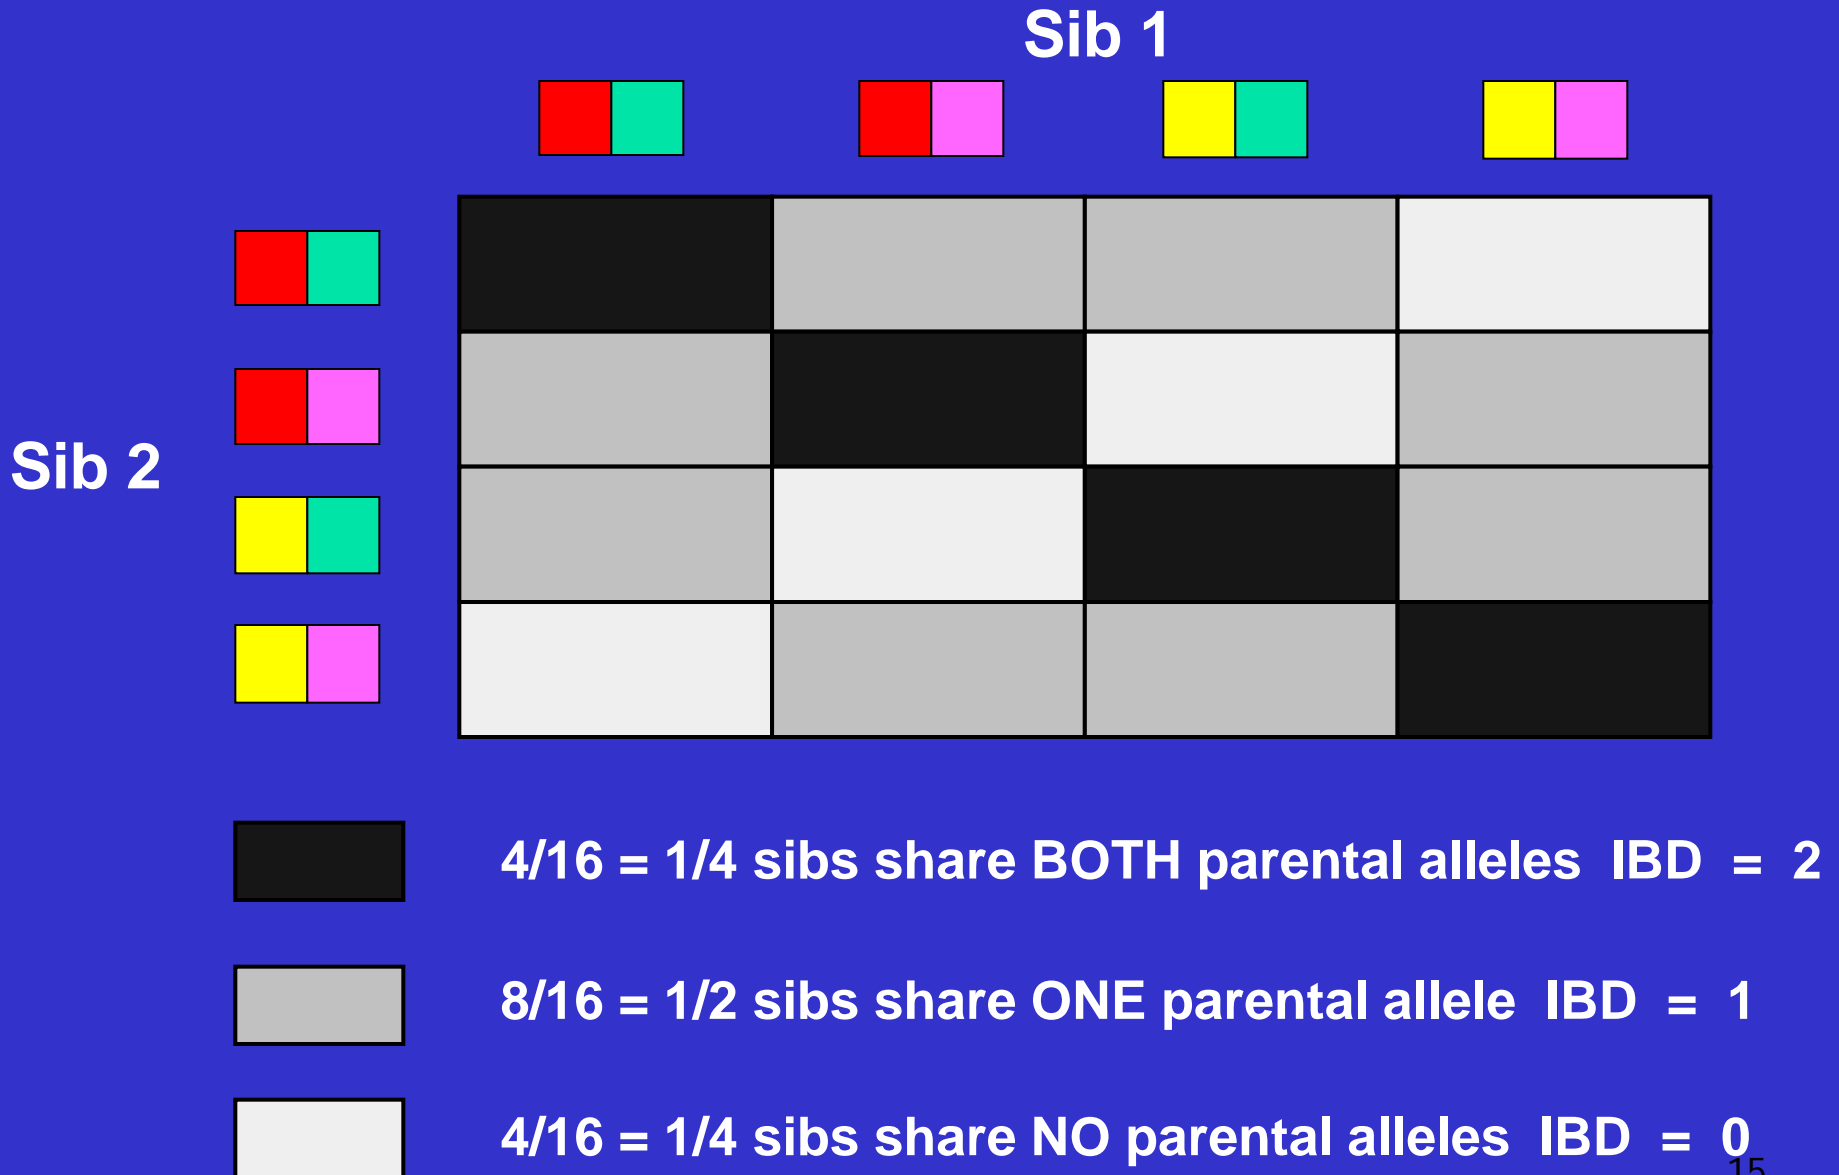 Sib 1
Sib 2
4/16 = 1/4 sibs share BOTH parental alleles IBD = 2
8/16 = 1/2 sibs share ONE parental allele IBD = 1
4/16 = 1/4 sibs share NO parental alleles IBD = 0
15